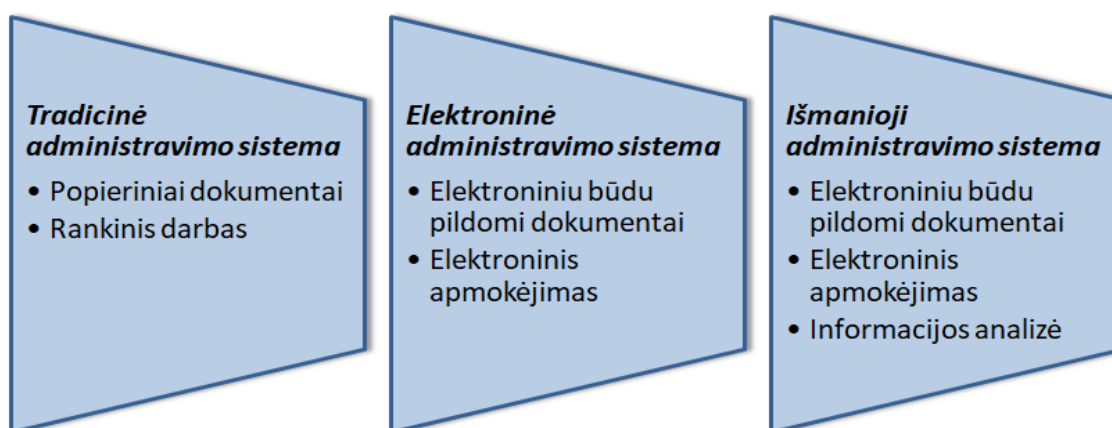 Tradicinė
administravimo sistema
• Popieriniai dokumentai
• Rankinis darbas
Elektroninė
administravimo sistema
• Elektroniniu būdu
pildomi dokumentai
• Elektroninis
apmokėjimas
Išmanioji
administravimo sistema
• Elektroniniu būdu
pildomi dokumentai
• Elektroninis
apmokėjimas
• Informacijos analizė